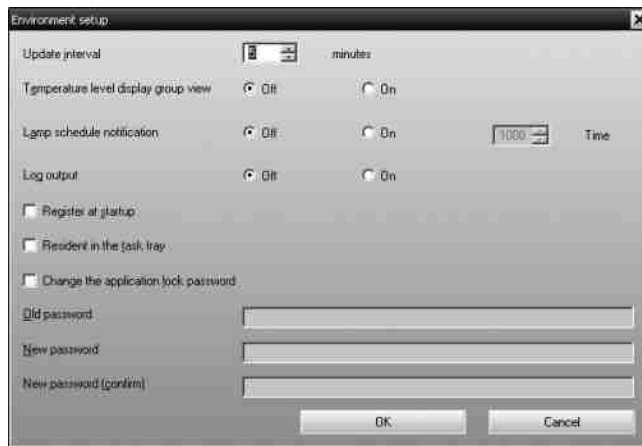 Environment setup
Update interval minutes
Temperature level display group view Off On
Lamp schedule notification Off On 1000 Time
Log output Off On
Register at startup
Resident in the task tray
Change the application lock password
Old password
New password
New password (confirm)
OK Cancel